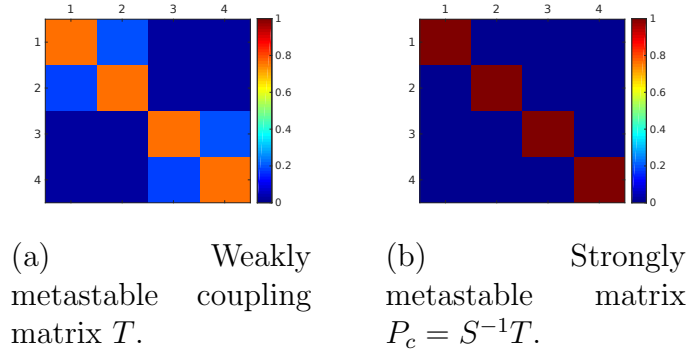 1 2 3 4
1
2
3
4
1
0.8
0.6
0.4
0.2
0
1 2 3 4
1
2
3
4
1
0.8
0.6
0.4
0.2
0
(a) Weakly
metastable coupling
matrix T.
(b) Strongly
metastable matrix
P_c = S^{-1}T.